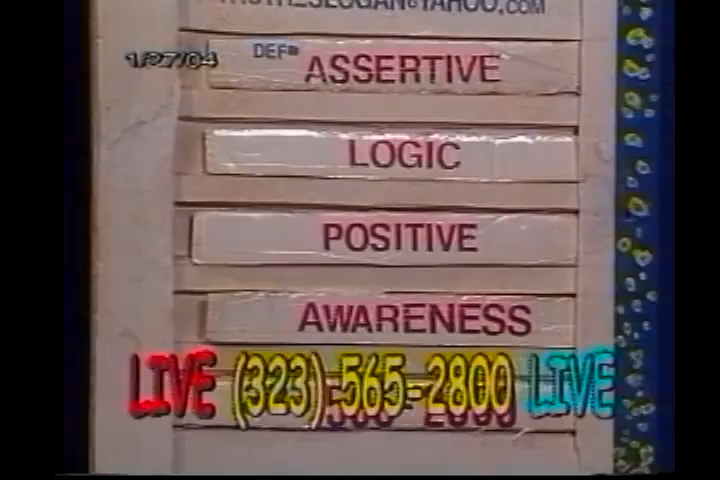 1/27/04
DEF= ASSERTIVE
LOGIC
POSITIVE
AWARENESS
LIVE (323) 565-2800 LIVE